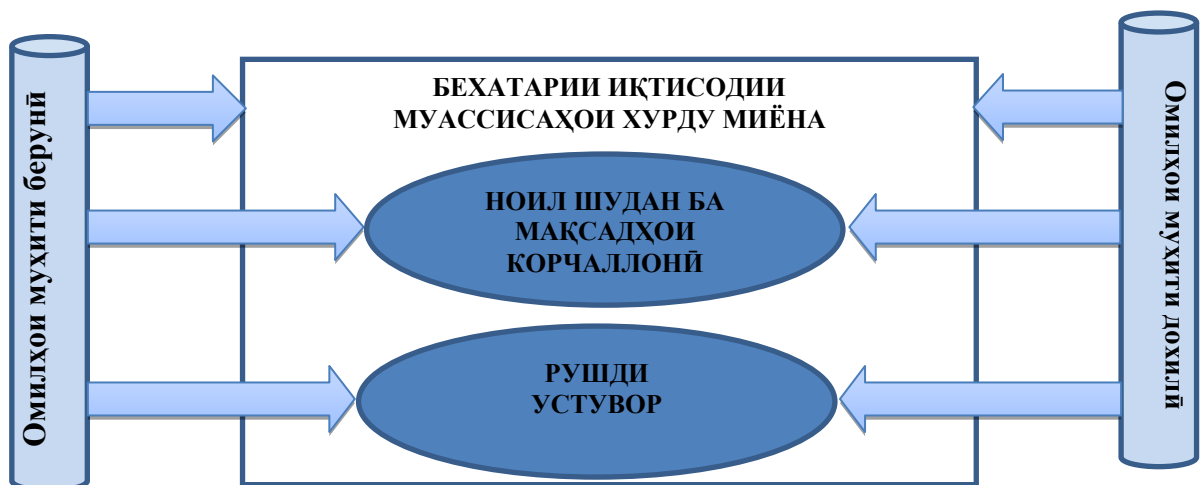 Омилҳои муҳити берунӣ
БЕХАТАРИИ ИҚТИСОДИИ
МУАССИСАҲОИ ХУРДУ МИЁНА
НОИЛ ШУДАН БА
МАҚСАДҲОИ
КОРЧАЛЛОНӢ
РУШДИ
УСТУВОР
Омилҳои муҳити дохилӣ